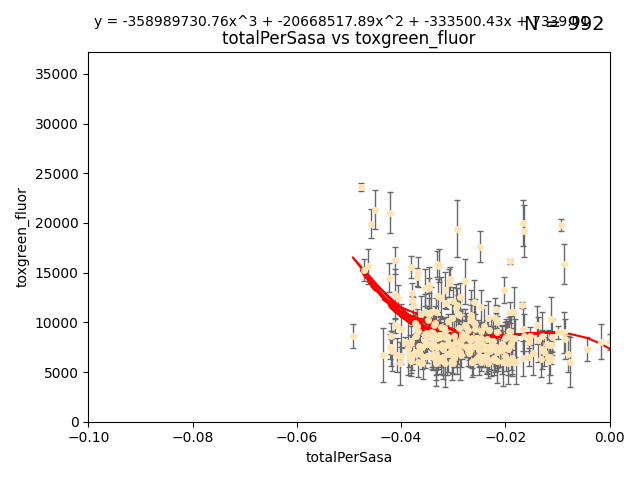 y = -358989730.76x^3 + -20668517.89x^2 + -333500.43x +
N = 992
totalPerSasa vs toxgreen_fluor
35000
30000
25000
20000
15000
10000
5000
0
toxgreen_fluor
−0.10
−0.08
−0.06
−0.04
−0.02
0.00
totalPerSasa